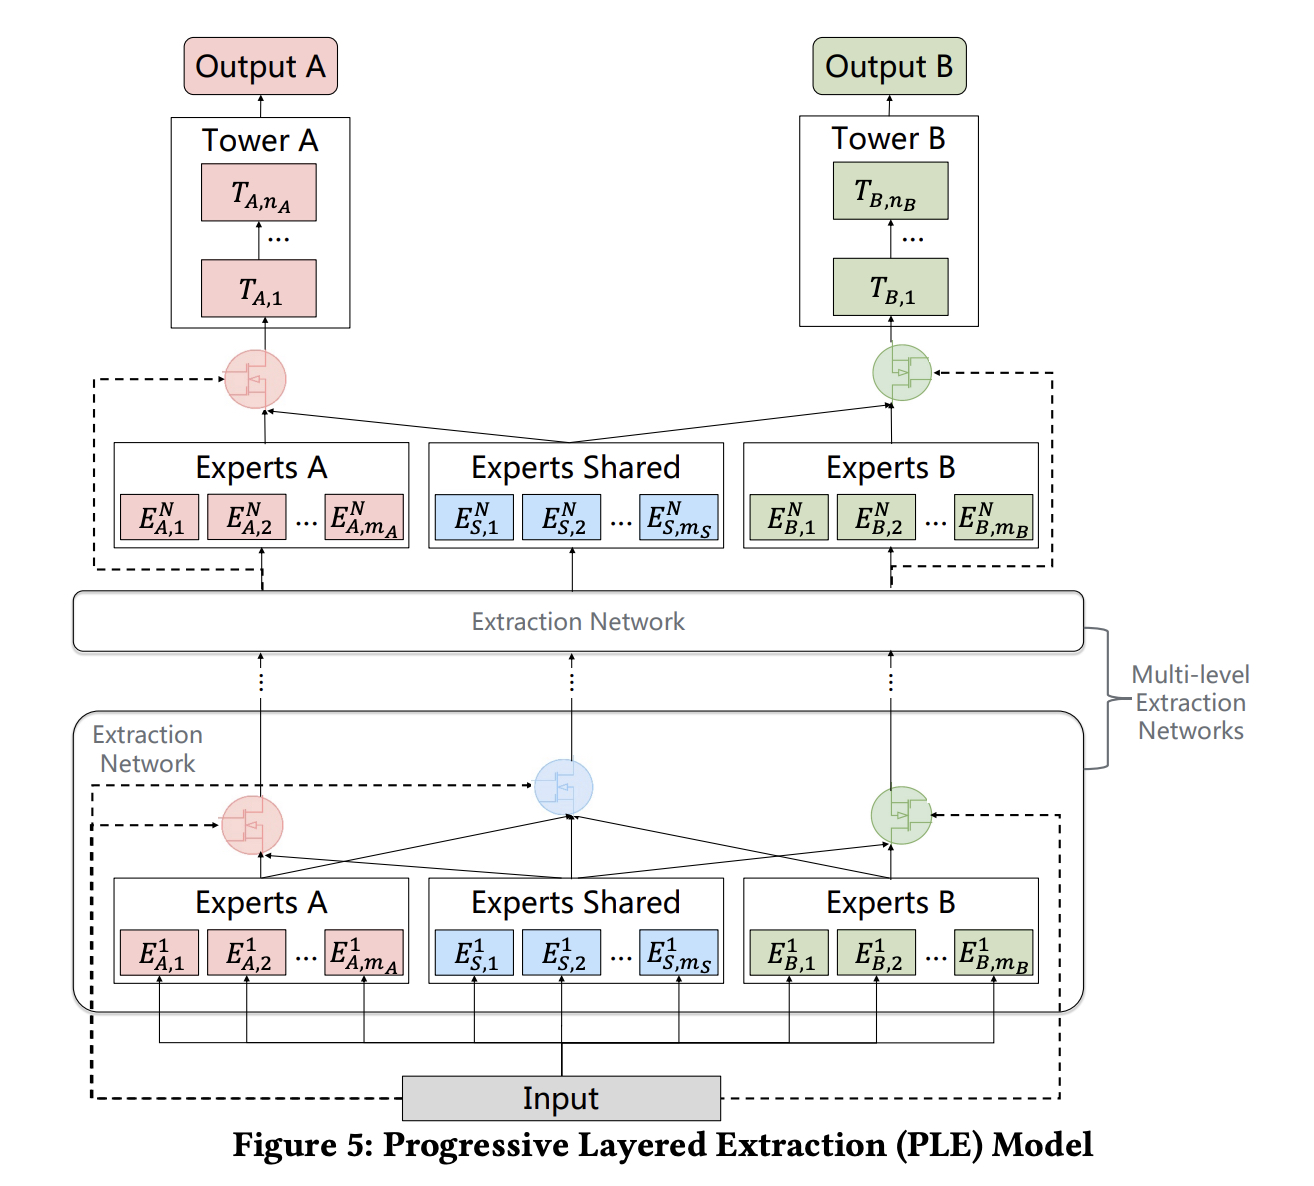 Output A
Output B
Tower A
Tower B
T_{A,n_A}
T_{B,n_B}
...
...
T_{A,1}
T_{B,1}
Experts A
Experts Shared
Experts B
E^N_{A,1} E^N_{A,2} ... E^N_{A,m_A}
E^N_{S,1} E^N_{S,2} ... E^N_{S,m_S}
E^N_{B,1} E^N_{B,2} ... E^N_{B,m_B}
Extraction Network
...
...
...
Multi-level
Extraction
Networks
Extraction
Network
Experts A
Experts Shared
Experts B
E^1_{A,1} E^1_{A,2} ... E^1_{A,m_A}
E^1_{S,1} E^1_{S,2} ... E^1_{S,m_S}
E^1_{B,1} E^1_{B,2} ... E^1_{B,m_B}
Input
Figure 5: Progressive Layered Extraction (PLE) Model